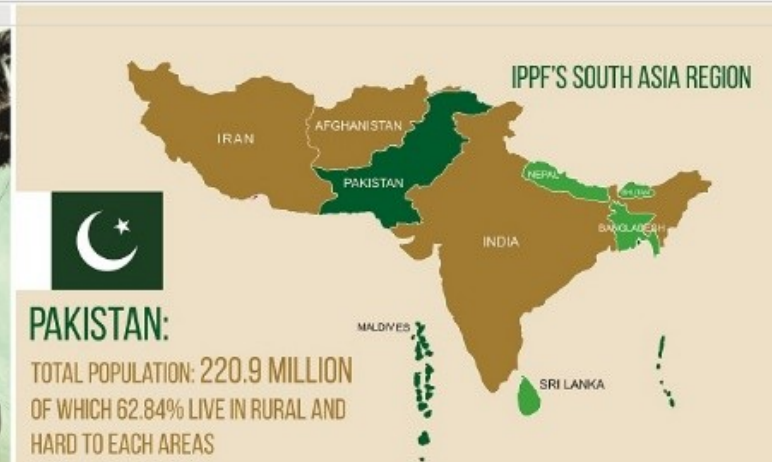 IPPF'S SOUTH ASIA REGION
IRAN
AFGHANISTAN
PAKISTAN
NEPAL
BHUTAN
BANGLADESH
INDIA
MALDIVES
SRI LANKA
PAKISTAN:
TOTAL POPULATION: 220.9 MILLION
OF WHICH 62.84% LIVE IN RURAL AND
HARD TO EACH AREAS